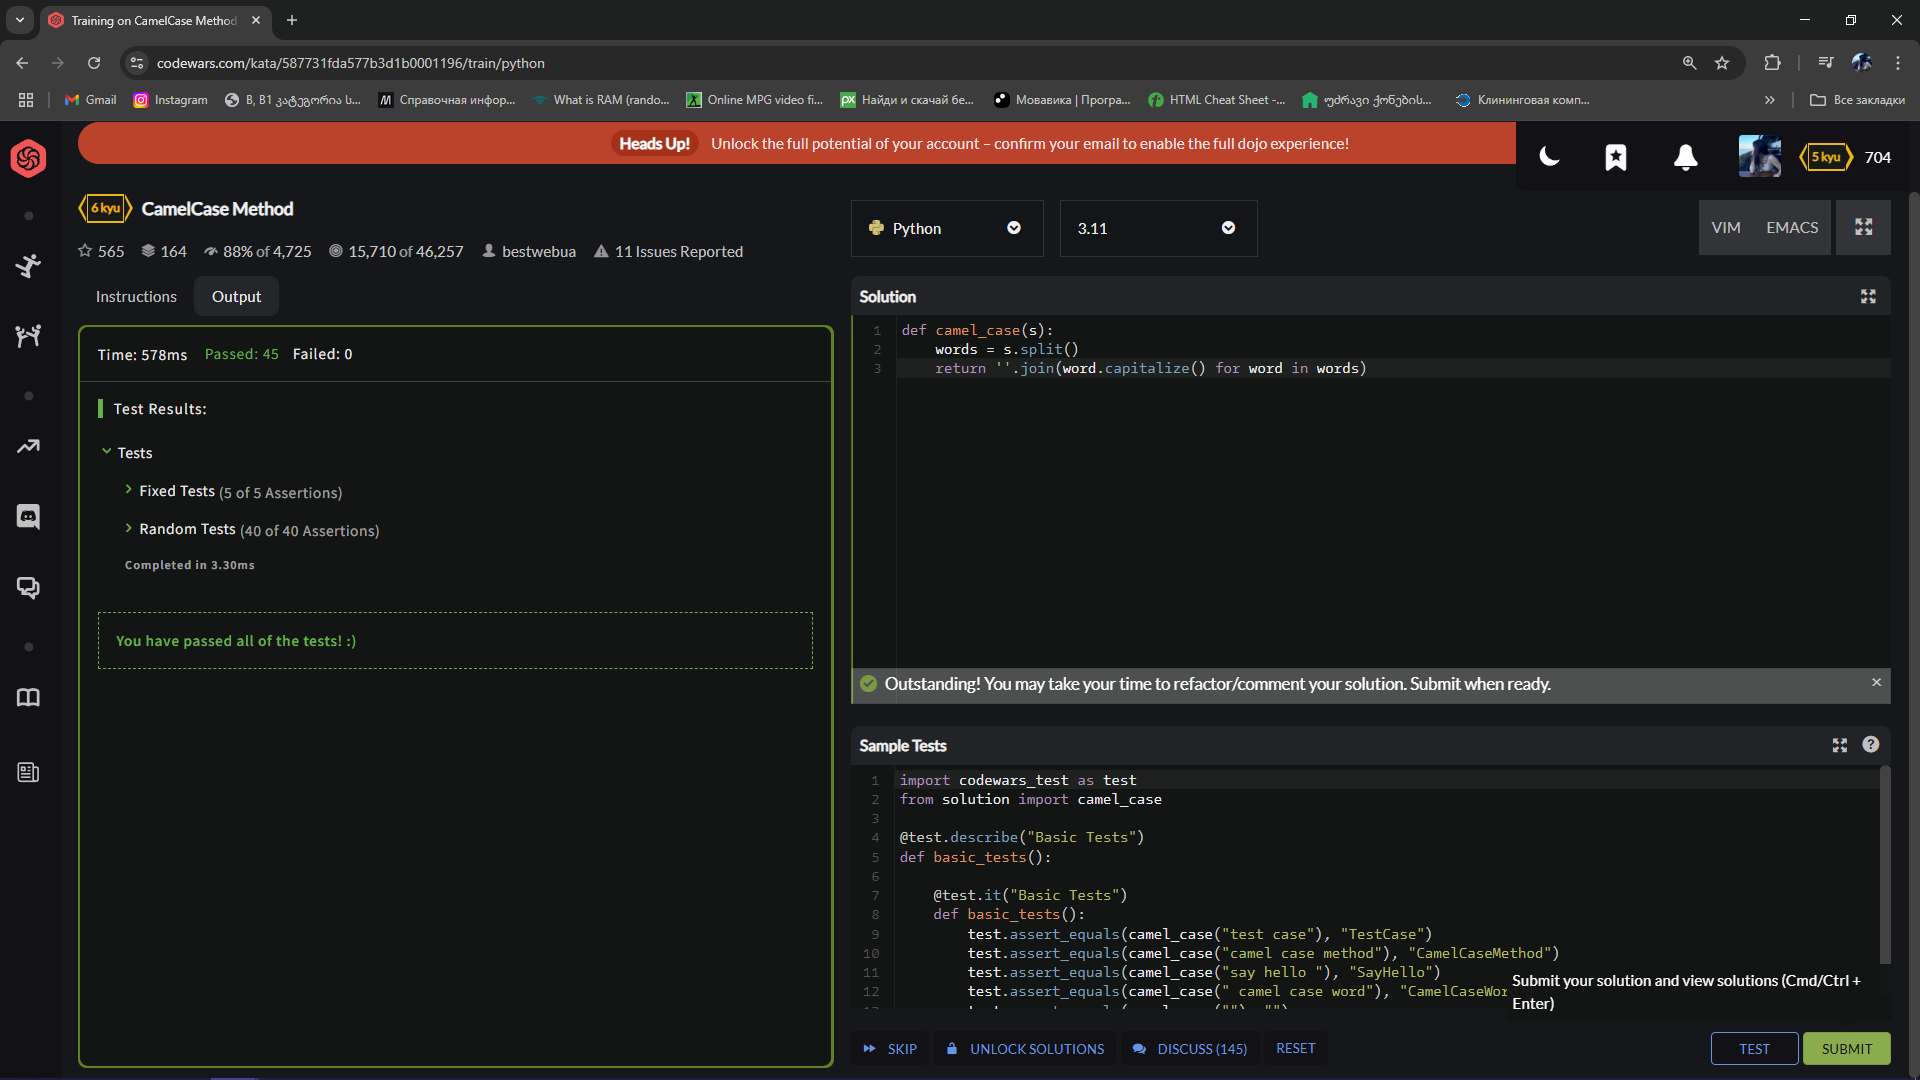 Training on CamelCase Method
codewars.com/kata/587731fda577b3d1b0001196/train/python
Gmail
Instagram
B, B1 კატეგორია ს...
Справочная инфор...
What is RAM (rando...
Online MPG video fi...
Найди и скачай бе...
Мовавика | Програ...
HTML Cheat Sheet -...
უძრავი ქონების...
Клининговая комп...
Все закладки
Heads Up! Unlock the full potential of your account – confirm your email to enable the full dojo experience!
5 kyu 704
6 kyu CamelCase Method
565 164 88% of 4,725 15,710 of 46,257 bestwebua 11 Issues Reported
Python
3.11
VIM EMACS
Instructions Output
Time: 578ms Passed: 45 Failed: 0
Test Results:
Tests
Fixed Tests (5 of 5 Assertions)
Random Tests (40 of 40 Assertions)
Completed in 3.30ms
You have passed all of the tests! :)
Solution
1 def camel_case(s):
2 words = s.split()
3 return ''.join(word.capitalize() for word in words)
Outstanding! You may take your time to refactor/comment your solution. Submit when ready.
Sample Tests
1 import codewars_test as test
2 from solution import camel_case
3
4 @test.describe("Basic Tests")
5 def basic_tests():
6
7 @test.it("Basic Tests")
8 def basic_tests():
9 test.assert_equals(camel_case("test case"), "TestCase")
10 test.assert_equals(camel_case("camel case method"), "CamelCaseMethod")
11 test.assert_equals(camel_case("say hello "), "SayHello")
12 test.assert_equals(camel_case(" camel case word"), "CamelCaseWor
Submit your solution and view solutions (Cmd/Ctrl +
Enter)
SKIP UNLOCK SOLUTIONS DISCUSS (145) RESET
TEST SUBMIT